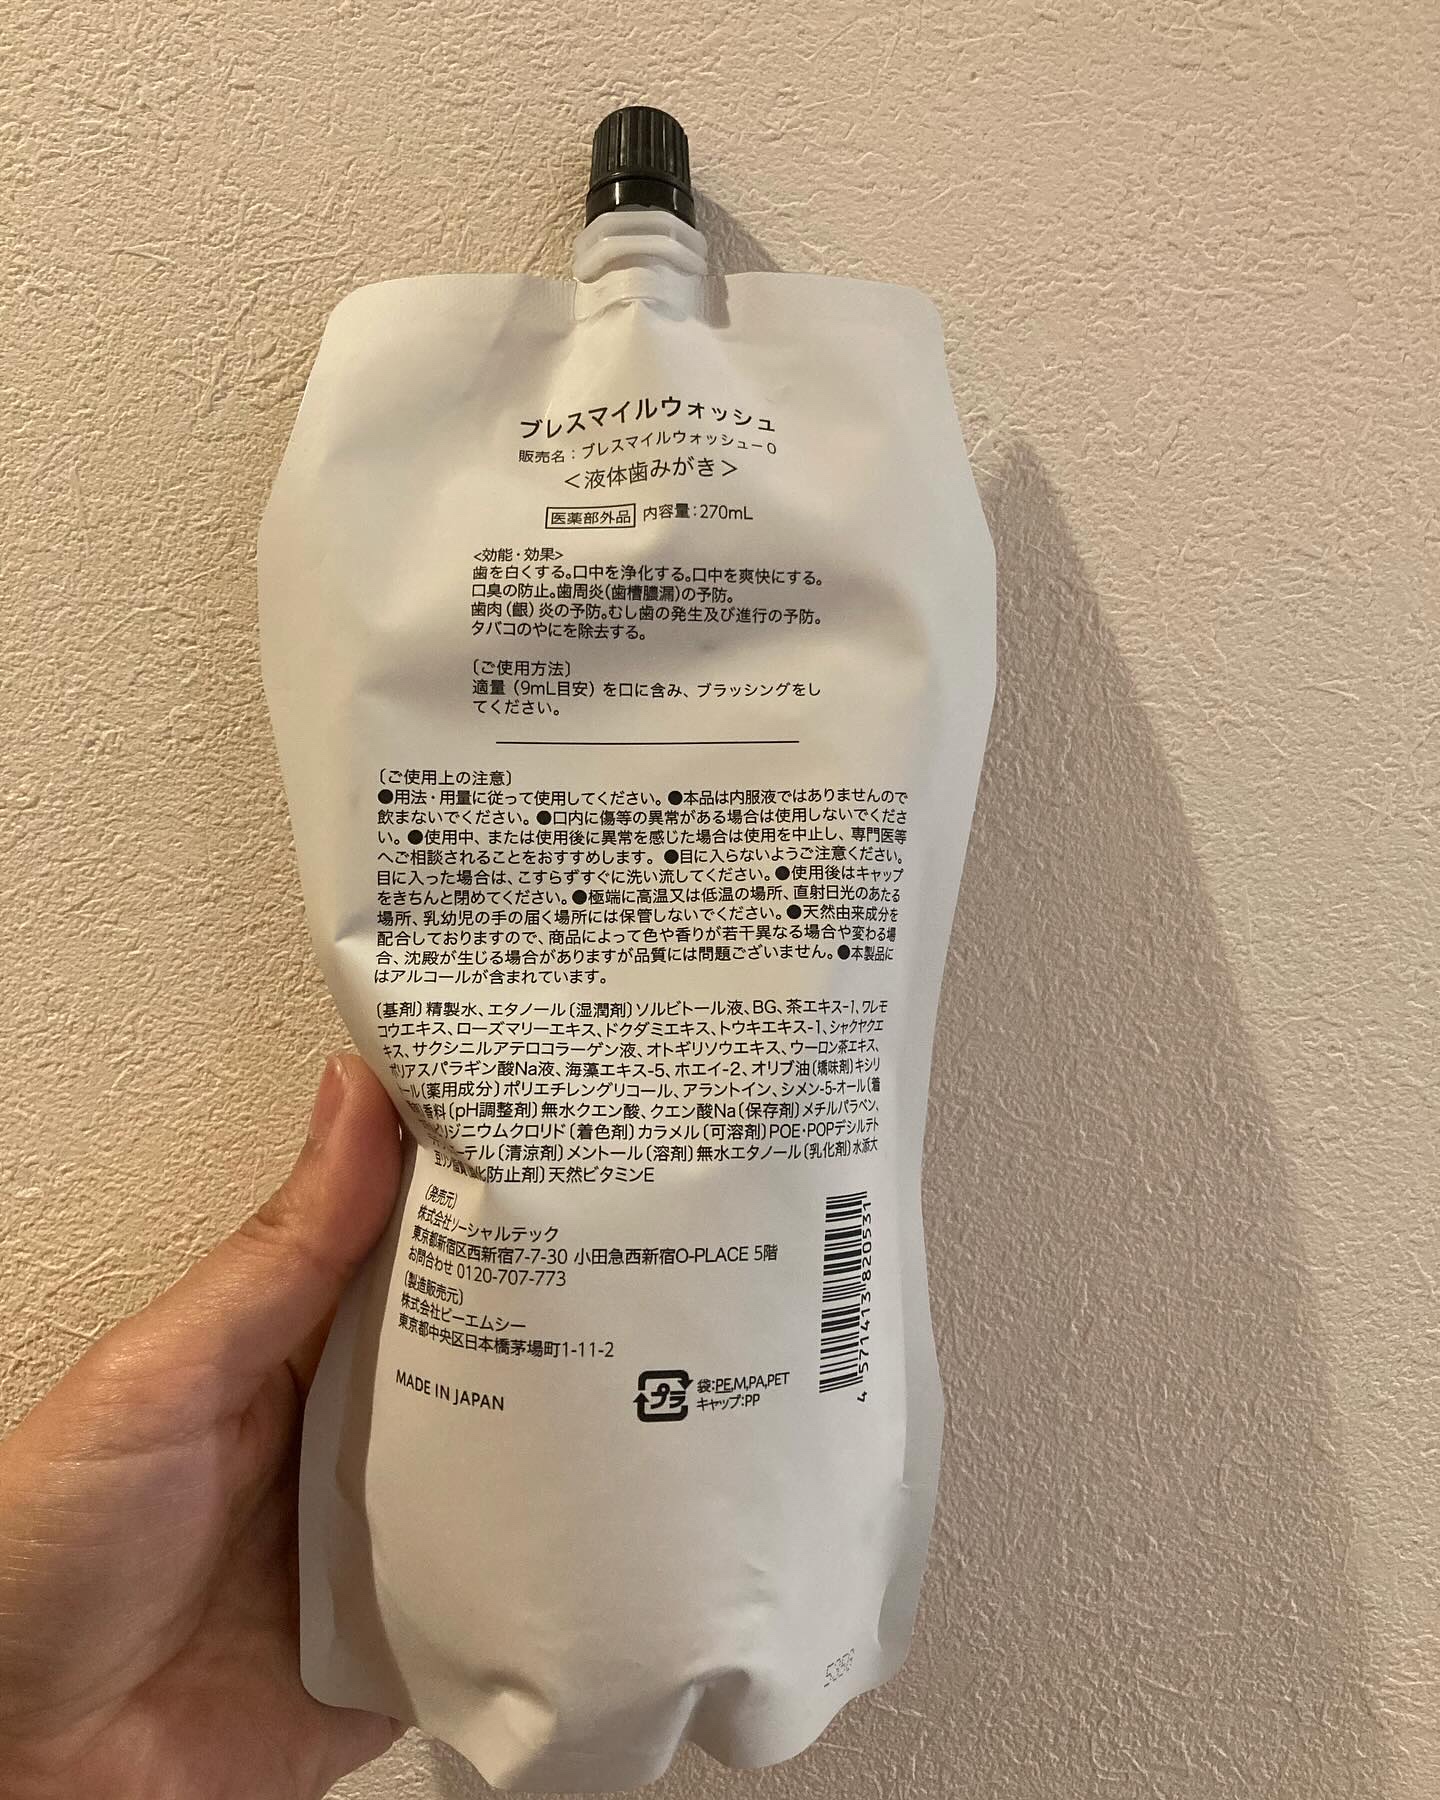 ブレスマイルウォッシュ
販売名：ブレスマイルウォッシューO
＜液体歯みがき＞
医薬部外品 内容量：270mL
<効能・効果>
歯を白くする。口中を浄化する。口中を爽快にする。
口臭の防止。歯周炎(歯槽膿漏)の予防。
歯肉(齦)炎の予防。むし歯の発生及び進行の予防。
タバコのやにを除去する。
〔ご使用方法〕
適量（9mL目安）を口に含み、ブラッシングをし
てください。
〔ご使用上の注意〕
●用法・用量に従って使用してください。●本品は内服液ではありませんので
飲まないでください。●口内に傷等の異常がある場合は使用しないでくださ
い。●使用中、または使用後に異常を感じた場合は使用を中止し、専門医等
へご相談されることをおすすめします。●目に入らないようご注意ください。
目に入った場合は、こすらずすぐに洗い流してください。●使用後はキャップ
をきちんと閉めてください。●極端に高温又は低温の場所、直射日光のあたる
場所、乳幼児の手の届く場所には保管しないでください。●天然由来成分を
配合しておりますので、商品によって色や香りが若干異なる場合や変わる場
合、沈殿が生じる場合がありますが品質には問題ございません。●本製品に
はアルコールが含まれています。
〔基剤〕精製水、エタノール〔湿潤剤〕ソルビトール液、BG、茶エキス-1、ワレモ
コウエキス、ローズマリーエキス、ドクダミエキス、トウキエキス-1、シャクヤクエ
キス、サクシニルアテロコラーゲン液、オトギリソウエキス、ウーロン茶エキス、
ポリアスパラギン酸Na液、海藻エキス-5、ホエイ-2、オリブ油〔矯味剤〕キシリ
トール〔薬用成分〕ポリエチレングリコール、アラントイン、シメン-5-オール〔着
香料〔pH調整剤〕無水クエン酸、クエン酸Na〔保存剤〕メチルパラベン、
リジニウムクロリド〔着色剤〕カラメル〔可溶剤〕POE・POPデシルテト
ーテル〔清涼剤〕メントール〔溶剤〕無水エタノール〔乳化剤〕水添大
豆リン 化防止剤〕天然ビタミンE
〔発売元〕
株式会社ソーシャルテック
東京都新宿区西新宿7-7-30 小田急西新宿O-PLACE 5階
お問合わせ 0120-707-773
〔製造販売元〕
株式会社ピーエムシー
東京都中央区日本橋茅場町1-11-2
MADE IN JAPAN
プラ
袋：PE,M,PA,PET
キャップ：PP
4 571413 820531